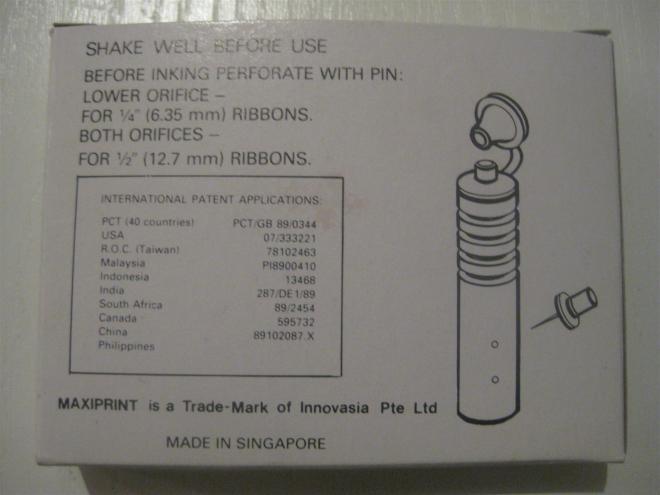 SHAKE WELL BEFORE USE
BEFORE INKING PERFORATE WITH PIN:
LOWER ORIFICE –
FOR ¼" (6.35 mm) RIBBONS.
BOTH ORIFICES –
FOR ½" (12.7 mm) RIBBONS.
INTERNATIONAL PATENT APPLICATIONS:
PCT (40 countries) PCT/GB 89/0344
USA 07/333221
R.O.C. (Taiwan) 78102463
Malaysia PI8900410
Indonesia 13468
India 287/DE1/89
South Africa 89/2454
Canada 595732
China 89102087.X
Philippines
MAXIPRINT is a Trade-Mark of Innovasia Pte Ltd
MADE IN SINGAPORE